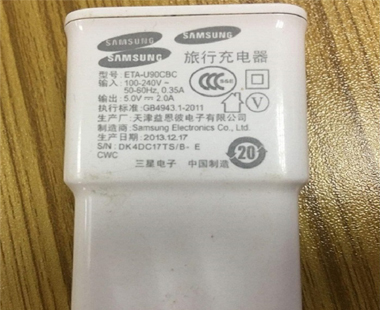 SAMSUNG
SAMSUNG 旅行充电器
型号: ETA-U90CBC
输入: 100-240V~
50-60Hz, 0.35A
输出: 5.0V⎓2.0A
执行标准:GB4943.1-2011
生产厂:天津益思彼电子有限公司
制造商: Samsung Electronics Co., Ltd.
生产日期 2013.12.17
S/N: DK4DC17TS/B- E
CWC
三星电子 中国制造
CCC
V
20